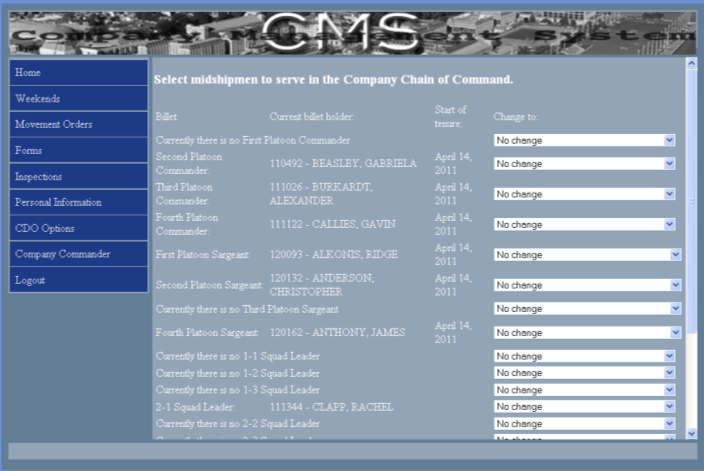 CMS
Company Management System
Home
Weekends
Movement Orders
Forms
Inspections
Personal Information
CDO Options
Company Commander
Logout
Select midshipmen to serve in the Company Chain of Command.
Billet: Current billet holder: Start of tenure: Change to:
Currently there is no First Platoon Commander No change
Second Platoon Commander: 110492 - BEASLEY, GABRIELA April 14, 2011 No change
Third Platoon Commander: 111026 - BURKARDT, ALEXANDER April 14, 2011 No change
Fourth Platoon Commander: 111122 - CALLIES, GAVIN April 14, 2011 No change
First Platoon Sargeant: 120093 - ALKONIS, RIDGE April 14, 2011 No change
Second Platoon Sargeant: 120132 - ANDERSON, CHRISTOPHER April 14, 2011 No change
Currently there is no Third Platoon Sargeant No change
Fourth Platoon Sargeant: 120162 - ANTHONY, JAMES April 14, 2011 No change
Currently there is no 1-1 Squad Leader No change
Currently there is no 1-2 Squad Leader No change
Currently there is no 1-3 Squad Leader No change
2-1 Squad Leader: 111344 - CLAPP, RACHEL No change
Currently there is no 2-2 Squad Leader No change